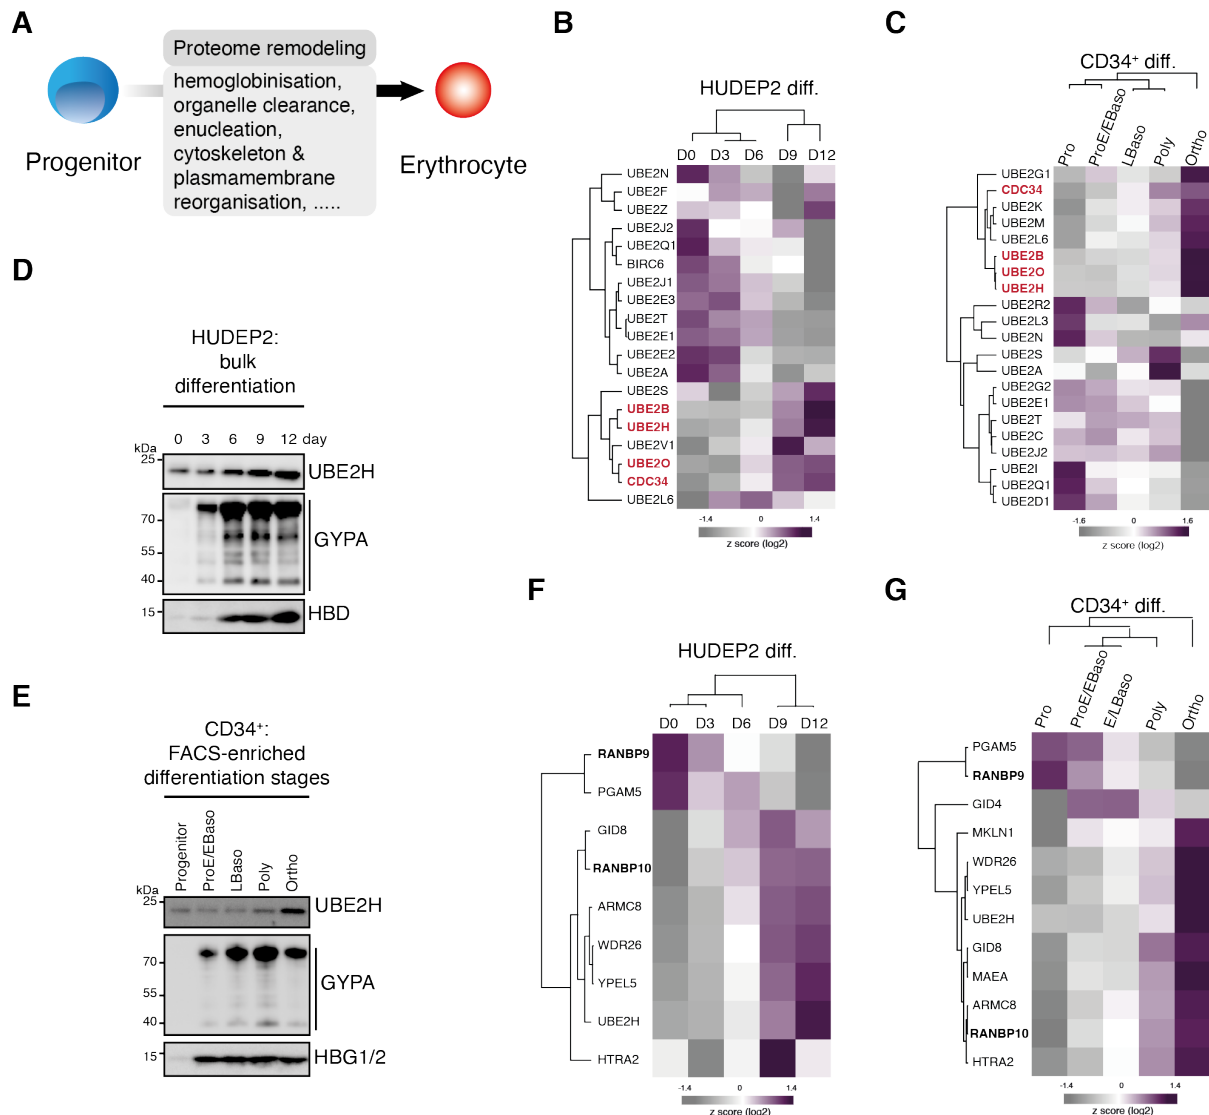 A
Proteome remodeling
hemoglobinisation,
organelle clearance,
enucleation,
cytoskeleton &
plasmamembrane
reorganisation, .....
Progenitor
Erythrocyte
B
HUDEP2 diff.
D0 D3 D6 D9 D12
UBE2N
UBE2F
UBE2Z
UBE2J2
UBE2Q1
BIRC6
UBE2J1
UBE2E3
UBE2T
UBE2E1
UBE2E2
UBE2A
UBE2S
UBE2B
UBE2H
UBE2V1
UBE2O
CDC34
UBE2L6
-1.4 0 1.4
z score (log2)
C
CD34+ diff.
Pro ProE/EBaso LBaso Poly Ortho
UBE2G1
CDC34
UBE2K
UBE2M
UBE2L6
UBE2B
UBE2O
UBE2H
UBE2R2
UBE2L3
UBE2N
UBE2S
UBE2A
UBE2G2
UBE2E1
UBE2T
UBE2C
UBE2J2
UBE2I
UBE2Q1
UBE2D1
-1.6 0 1.6
z score (log2)
D
HUDEP2:
bulk
differentiation
0 3 6 9 12 day
kDa
25
UBE2H
70
55
40
GYPA
15
HBD
E
CD34+:
FACS-enriched
differentiation stages
Progenitor ProE/EBaso LBaso Poly Ortho
kDa
25
UBE2H
70
55
40
GYPA
15
HBG1/2
F
HUDEP2 diff.
D0 D3 D6 D9 D12
RANBP9
PGAM5
GID8
RANBP10
ARMC8
WDR26
YPEL5
UBE2H
HTRA2
-1.4 0 1.4
z score (log2)
G
CD34+ diff.
Pro ProE/EBaso E/LBaso Poly Ortho
PGAM5
RANBP9
GID4
MKLN1
WDR26
YPEL5
UBE2H
GID8
MAEA
ARMC8
RANBP10
HTRA2
-1.4 0 1.4
z score (log2)